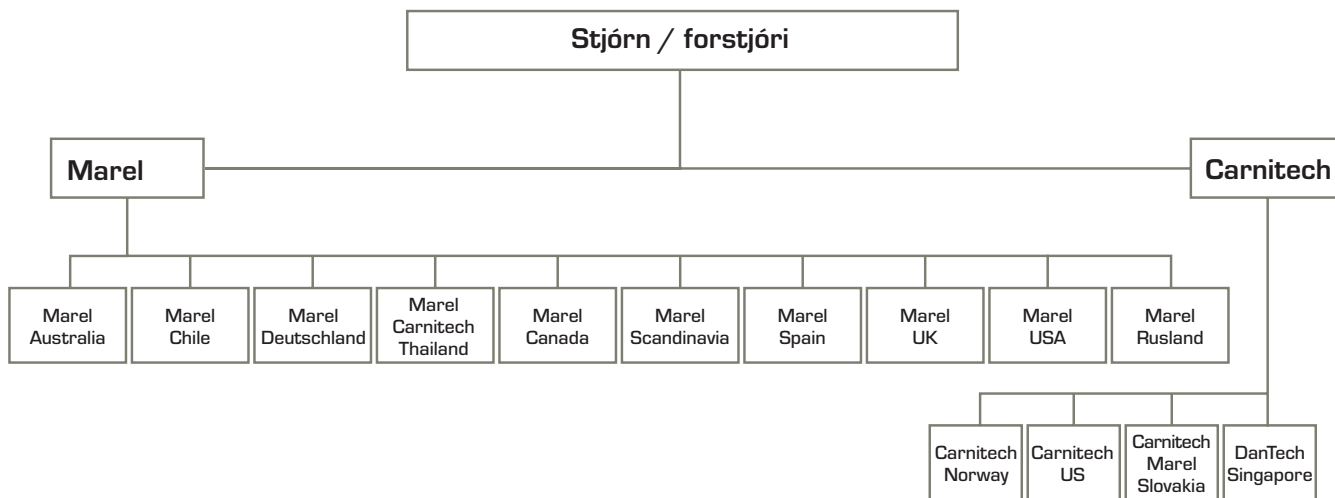 Stjórn / forstjóri
Marel
Carnitech
Marel
Australia
Marel
Chile
Marel
Deutschland
Marel
Carnitech
Thailand
Marel
Canada
Marel
Scandinavia
Marel
Spain
Marel
UK
Marel
USA
Marel
Rusland
Carnitech
Norway
Carnitech
US
Carnitech
Marel
Slovakia
DanTech
Singapore